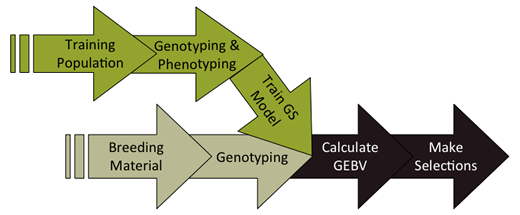 Training
Population
Genotyping &
Phenotyping
Train GS
Model
Breeding
Material
Genotyping
Calculate
GEBV
Make
Selections